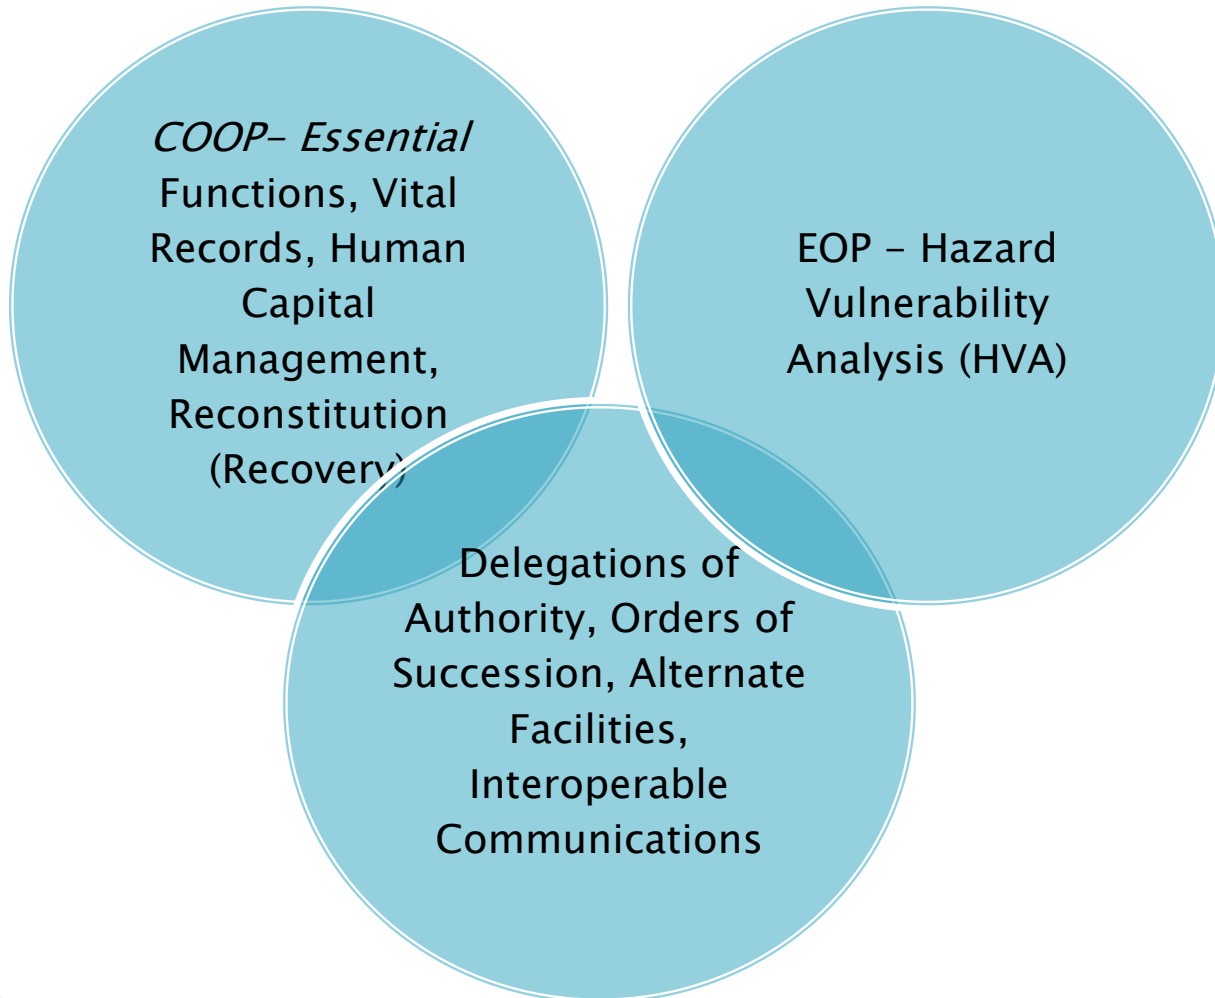 COOP– Essential
Functions, Vital
Records, Human
Capital
Management,
Reconstitution
(Recovery)
EOP – Hazard
Vulnerability
Analysis (HVA)
Delegations of
Authority, Orders of
Succession, Alternate
Facilities,
Interoperable
Communications